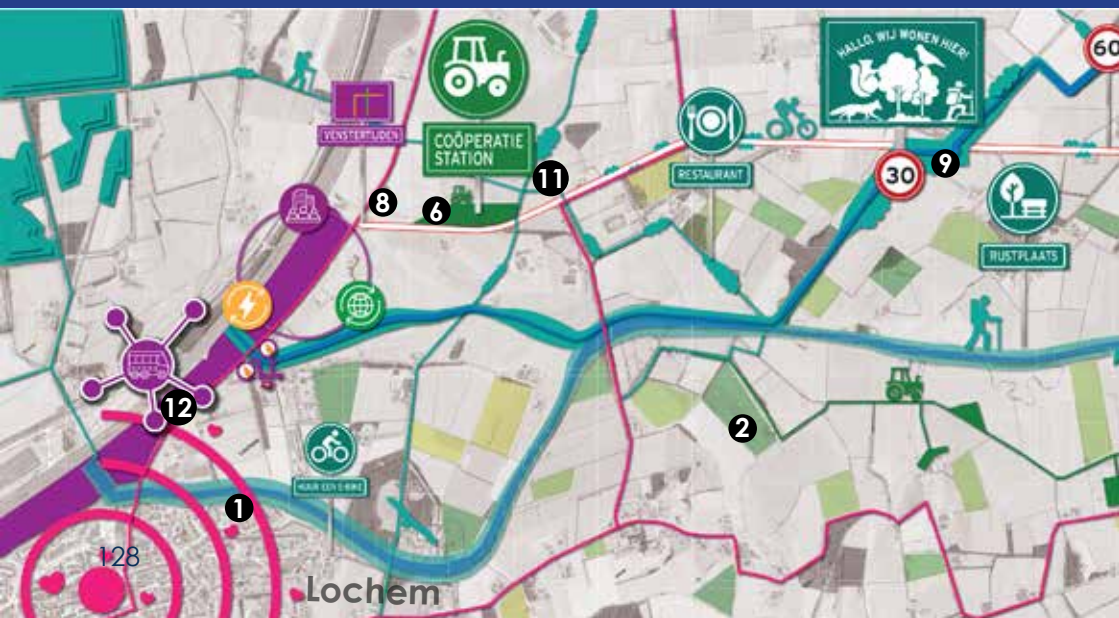 HALLO, WIJ WONEN HIER!
60
VENSTERTIJDEN
COÖPERATIE
STATION
RESTAURANT
11
9
30
8
6
RUSTPLAATS
12
2
HUUR EEN E-BIKE
1
128
Lochem